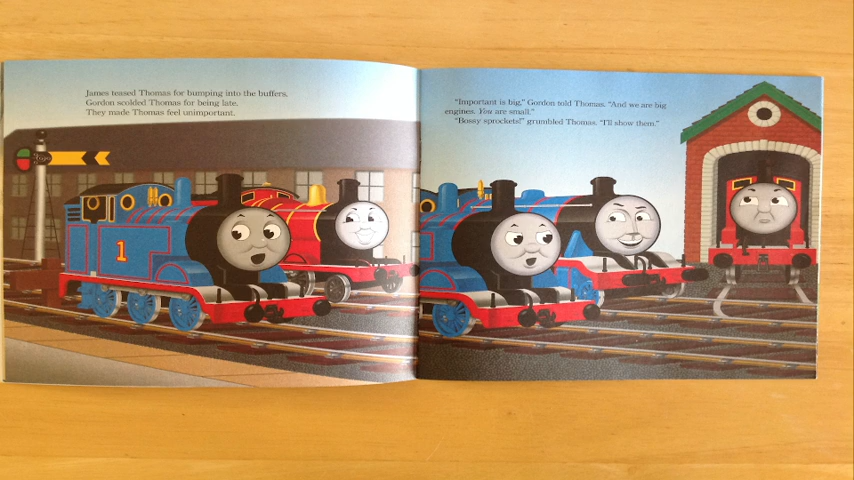 James teased Thomas for bumping into the buffers.
Gordon scolded Thomas for being late.
They made Thomas feel unimportant.
1
"Important is big," Gordon told Thomas. "And we are big
engines. You are small."
"Bossy sprockets!" grumbled Thomas. "I'll show them."